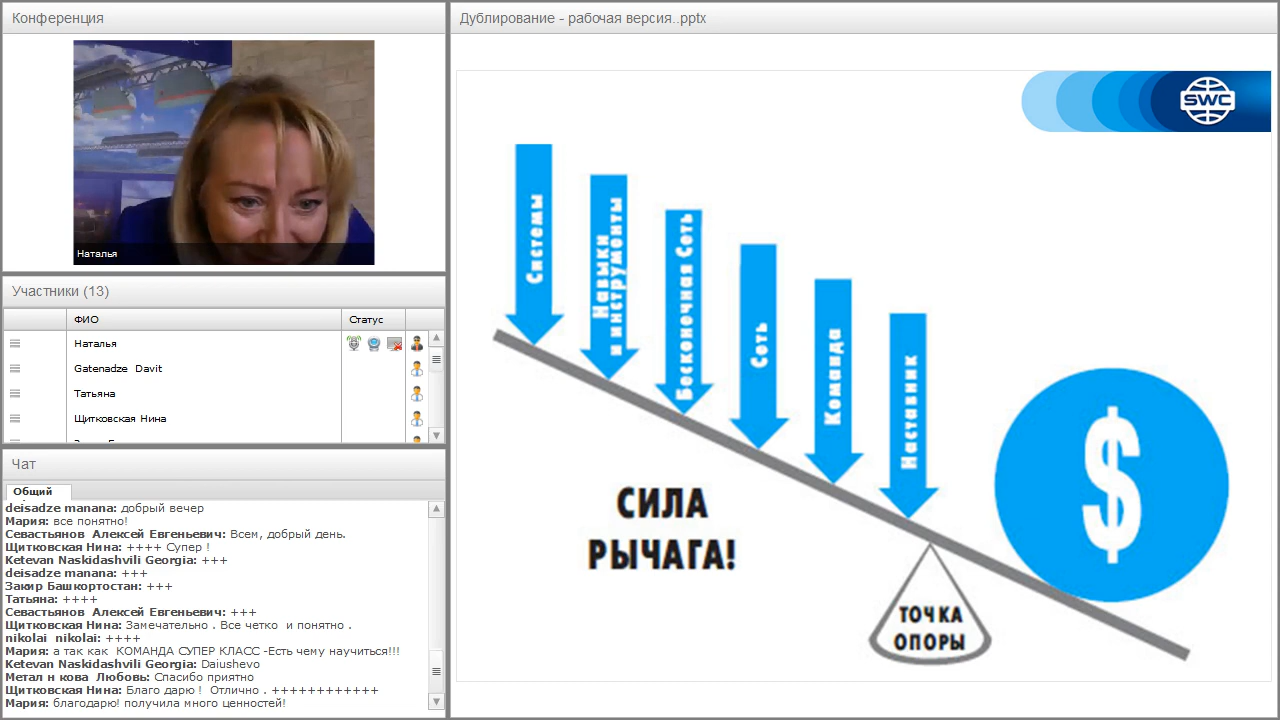 Конференция
Наталья
Участники (13)
ФИО
Статус
Наталья
Gatenadze Davit
Татьяна
Щитковская Нина
Чат
Общий
deisadze manana: добрый вечер
Мария: все понятно!
Севастьянов Алексей Евгеньевич: Всем, добрый день.
Щитковская Нина: ++++ Супер !
Ketevan Naskidashvili Georgia: +++
deisadze manana: +++
Закир Башкортостан: +++
Татьяна: ++++
Севастьянов Алексей Евгеньевич: +++
Щитковская Нина: Замечательно . Все четко и понятно .
nikolai nikolai: ++++
Мария: а так как КОМАНДА СУПЕР КЛАСС -Есть чему научиться!!!
Ketevan Naskidashvili Georgia: Daiushevo
Метал н кова Любовь: Спасибо приятно
Щитковская Нина: Благо дарю ! Отлично . ++++++++++++
Мария: благодарю! получили много ценностей!
Дублирование - рабочая версия..pptx
SWC
Системы
Навыки
и инструменты
Бесконечная Сеть
Сеть
Команда
Наставник
$
СИЛА
РЫЧАГА!
ТОЧКА
ОПОРЫ